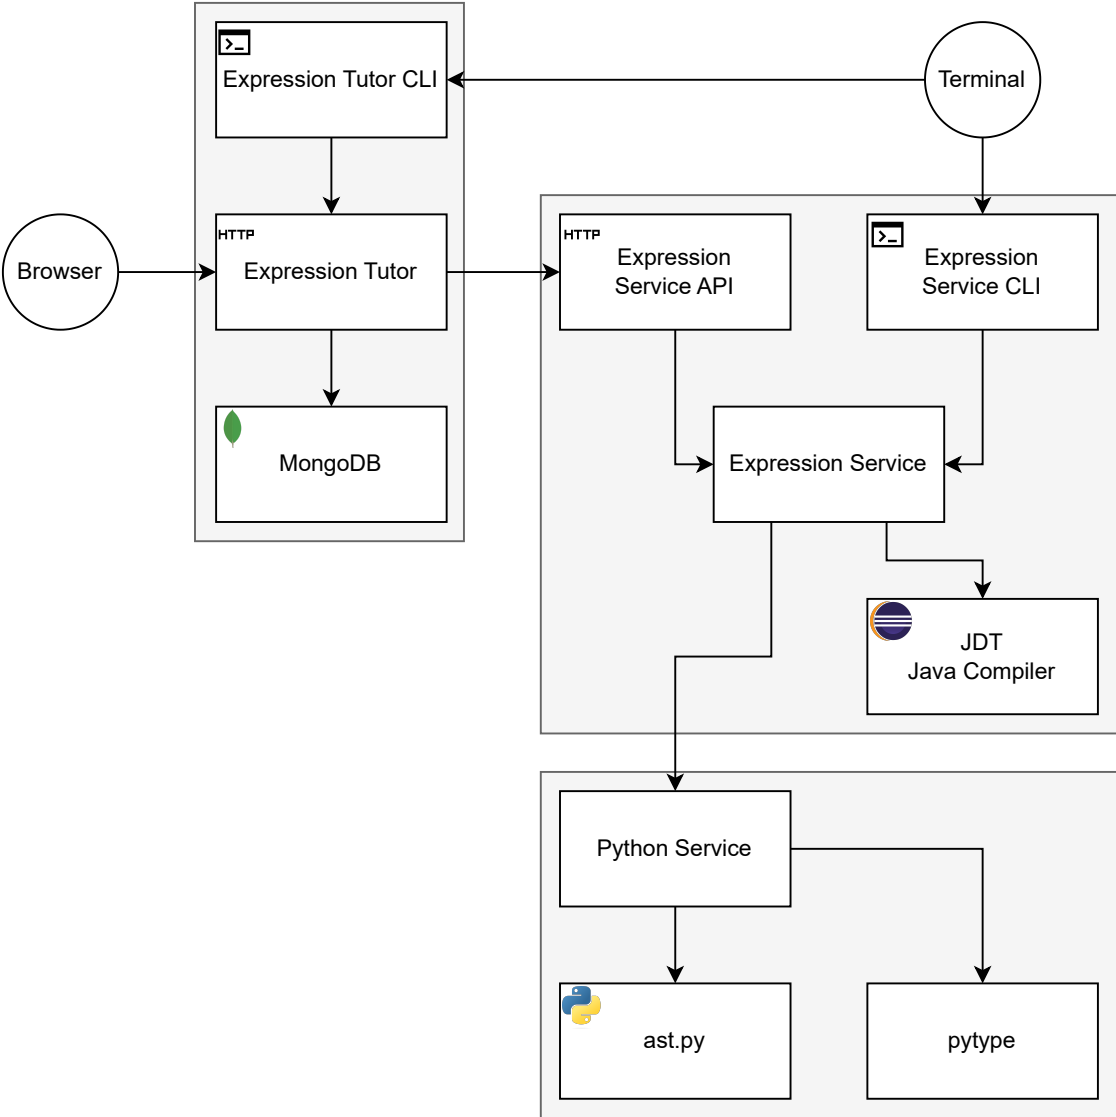 Expression Tutor CLI
Terminal
Browser
HTTP
Expression Tutor
HTTP
Expression
Service API
Expression
Service CLI
MongoDB
Expression Service
JDT
Java Compiler
Python Service
ast.py
pytype